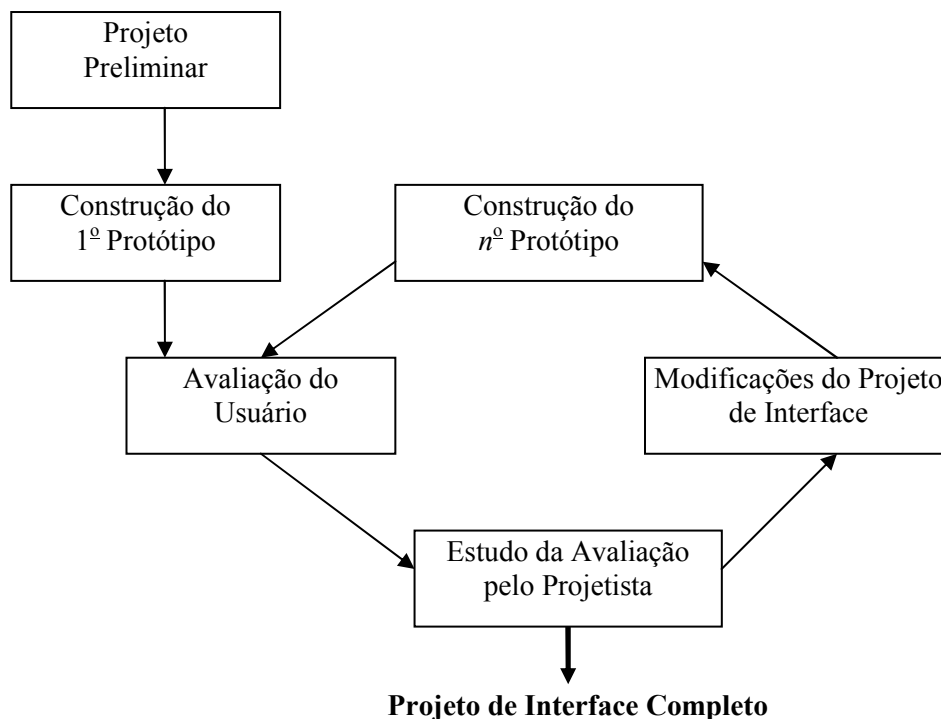 Projeto
Preliminar
Construção do
1º Protótipo
Construção do
nº Protótipo
Avaliação do
Usuário
Modificações do Projeto
de Interface
Estudo da Avaliação
pelo Projetista
Projeto de Interface Completo